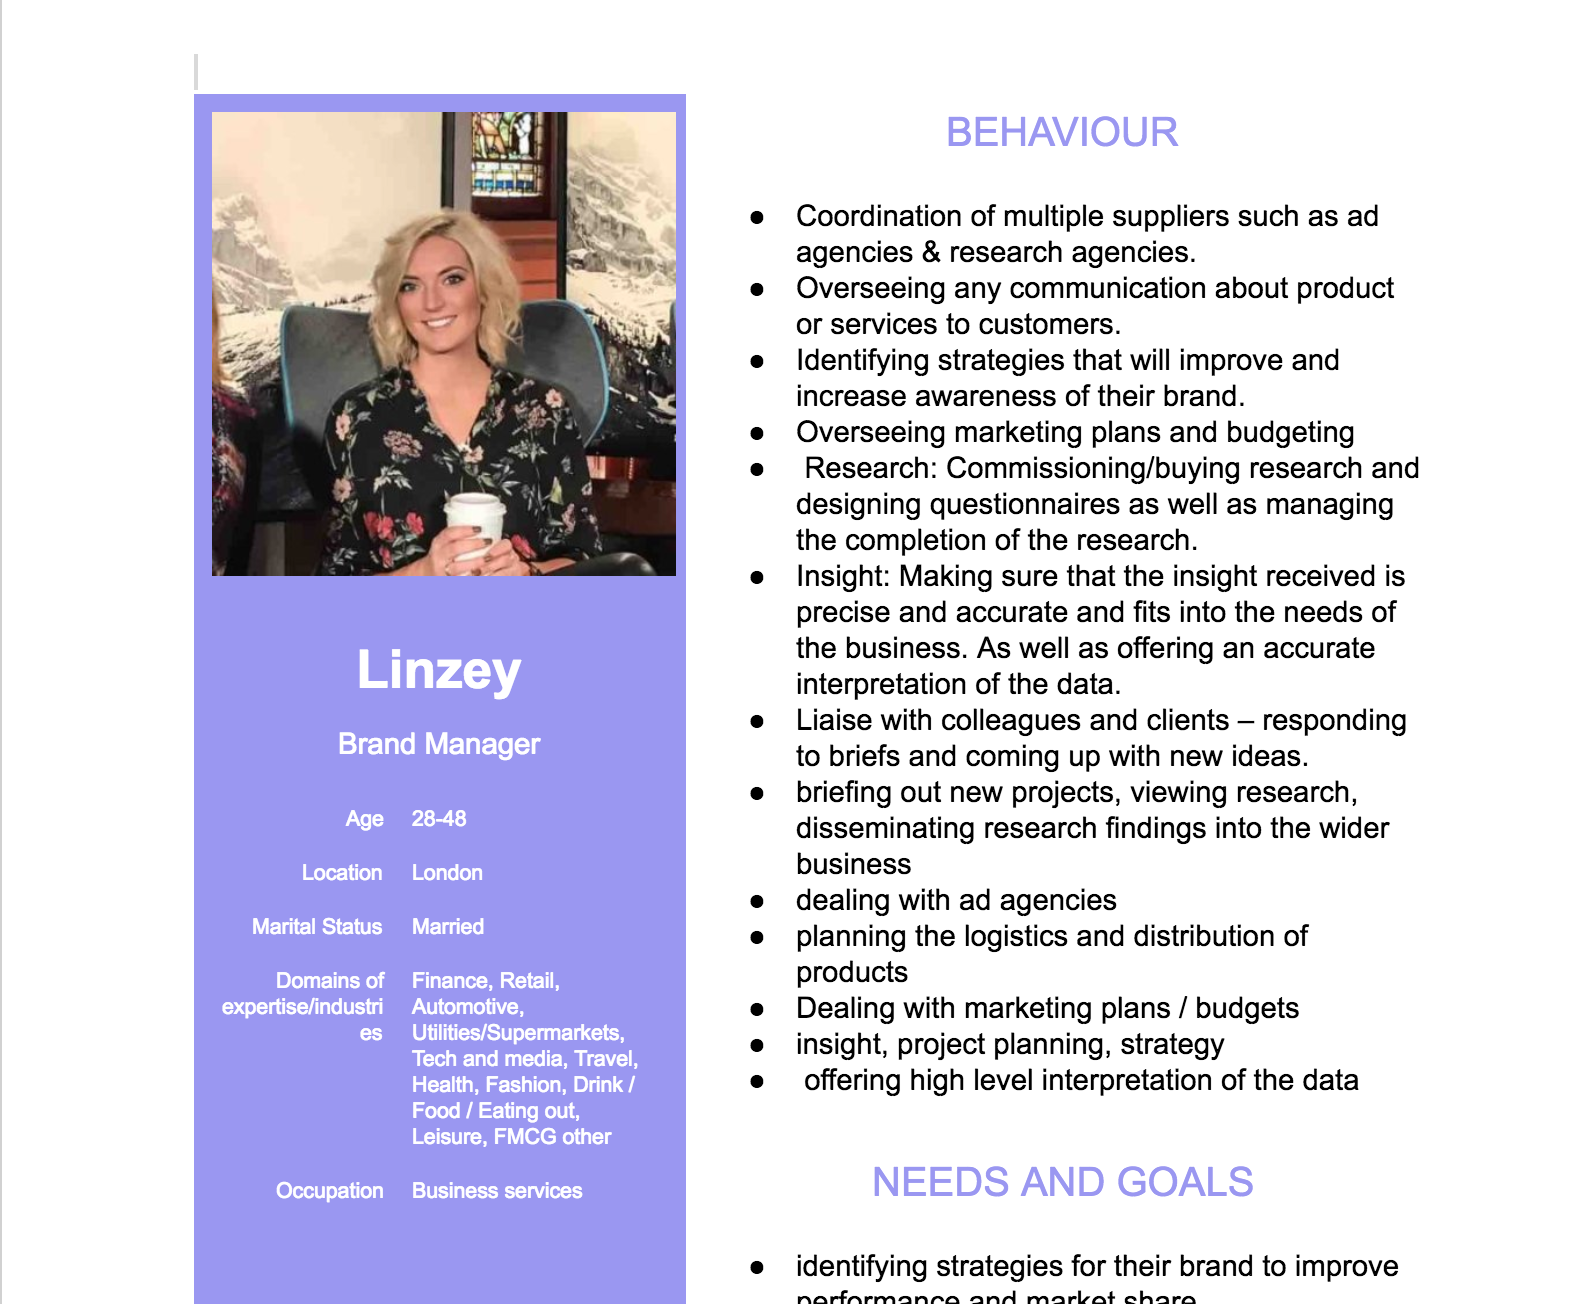 Linzey
Brand Manager
Age 28-48
Location London
Marital Status Married
Domains of Finance, Retail,
expertise/industri Automotive,
es Utilities/Supermarkets,
Tech and media, Travel,
Health, Fashion, Drink /
Food / Eating out,
Leisure, FMCG other
Occupation Business services
BEHAVIOUR
● Coordination of multiple suppliers such as ad
agencies & research agencies.
● Overseeing any communication about product
or services to customers.
● Identifying strategies that will improve and
increase awareness of their brand.
● Overseeing marketing plans and budgeting
● Research: Commissioning/buying research and
designing questionnaires as well as managing
the completion of the research.
● Insight: Making sure that the insight received is
precise and accurate and fits into the needs of
the business. As well as offering an accurate
interpretation of the data.
● Liaise with colleagues and clients – responding
to briefs and coming up with new ideas.
● briefing out new projects, viewing research,
disseminating research findings into the wider
business
● dealing with ad agencies
● planning the logistics and distribution of
products
● Dealing with marketing plans / budgets
● insight, project planning, strategy
● offering high level interpretation of the data
NEEDS AND GOALS
● identifying strategies for their brand to improve
performance and market share